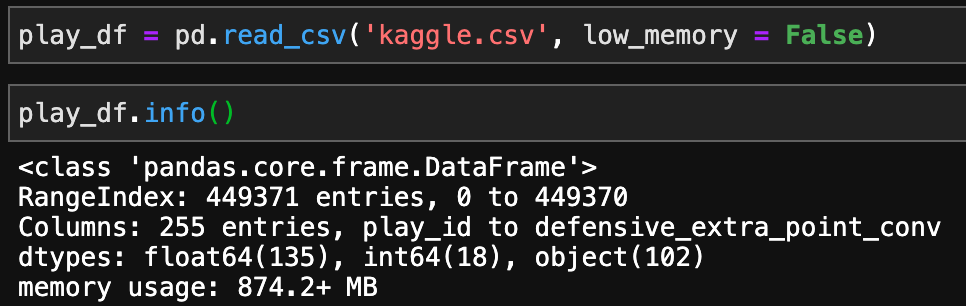 play_df = pd.read_csv('kaggle.csv', low_memory = False)
play_df.info()
<class 'pandas.core.frame.DataFrame'>
RangeIndex: 449371 entries, 0 to 449370
Columns: 255 entries, play_id to defensive_extra_point_conv
dtypes: float64(135), int64(18), object(102)
memory usage: 874.2+ MB